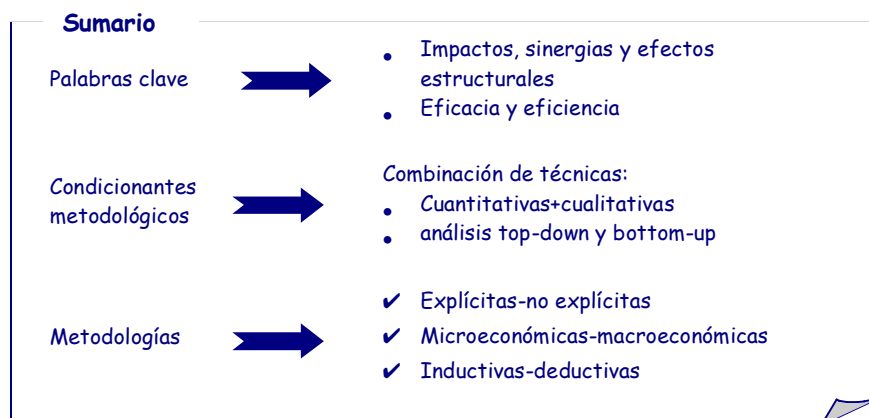 Sumario
Palabras clave
• Impactos, sinergias y efectos
estructurales
• Eficacia y eficiencia
Condicionantes
metodológicos
Combinación de técnicas:
• Cuantitativas+cualitativas
• análisis top-down y bottom-up
Metodologías
✔ Explícitas-no explícitas
✔ Microeconómicas-macroeconómicas
✔ Inductivas-deductivas